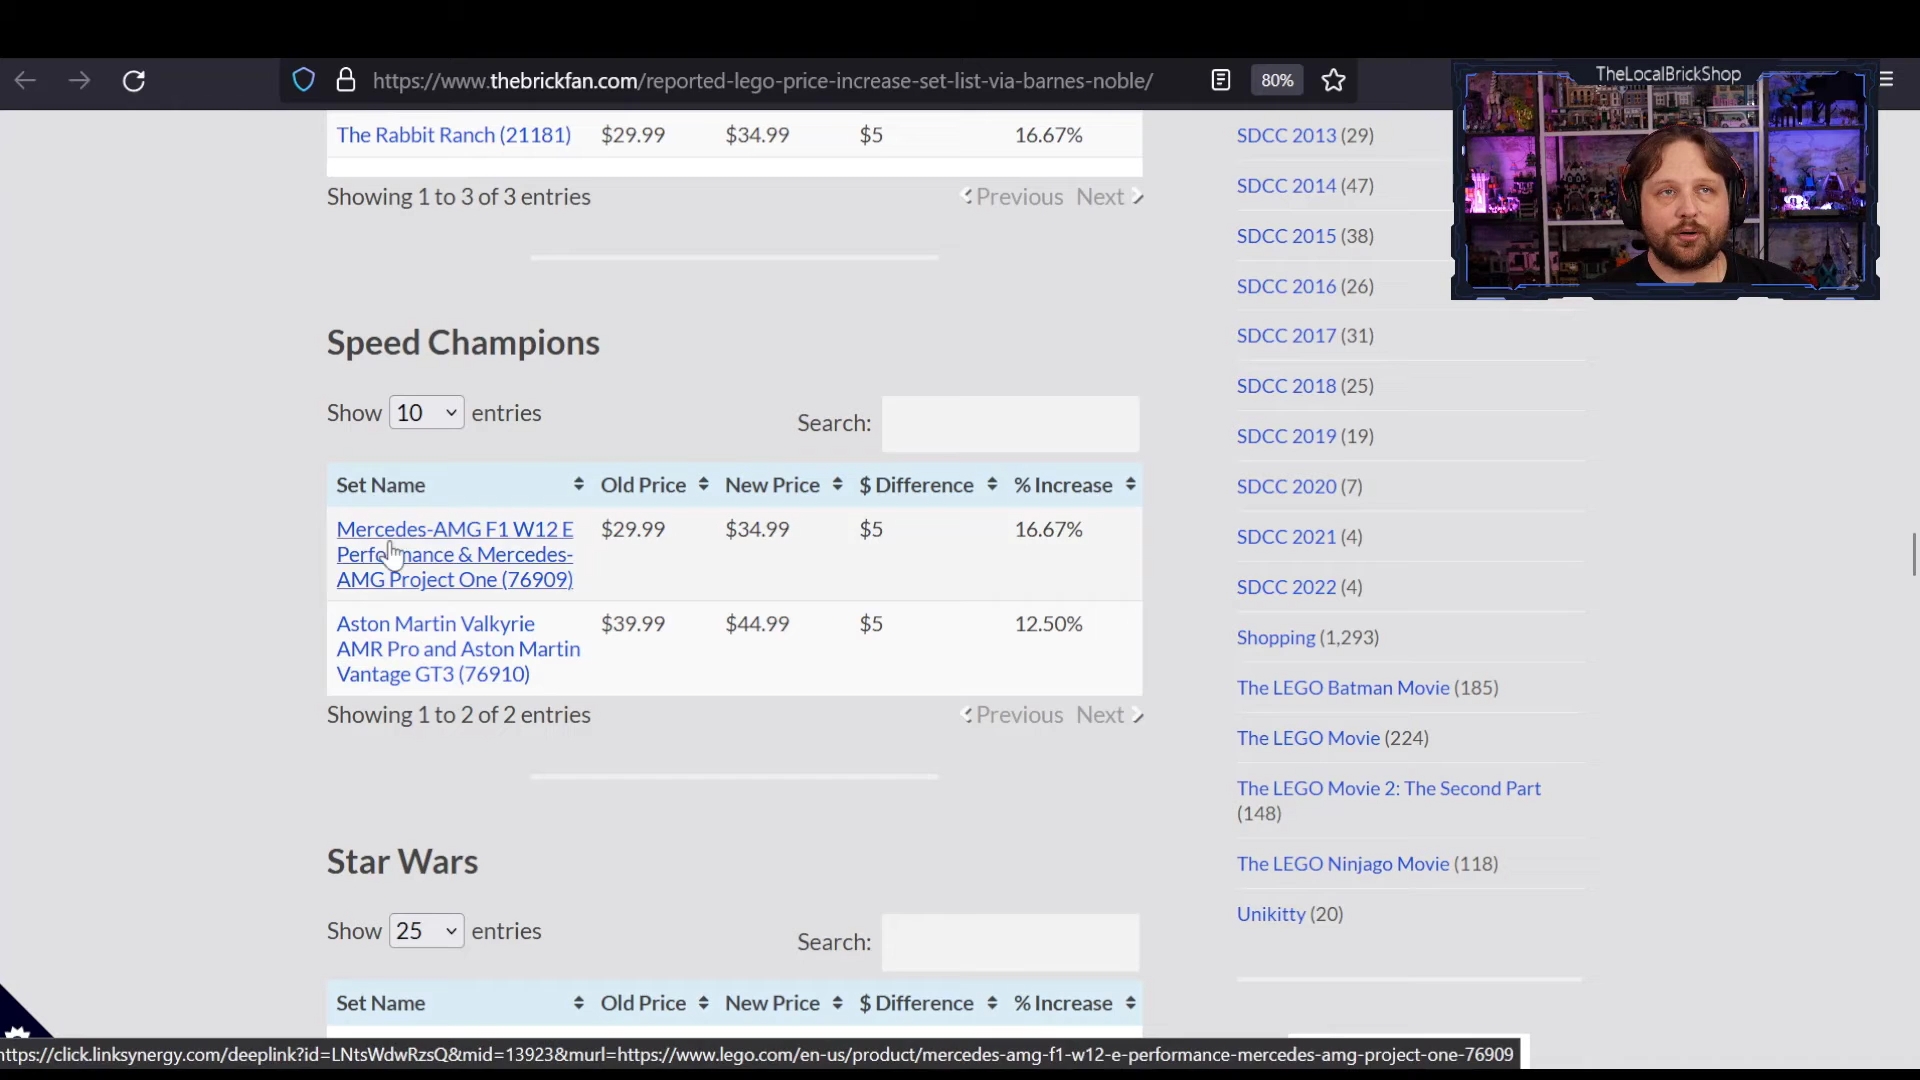 https://www.thebrickfan.com/reported-lego-price-increase-set-list-via-barnes-noble/
80%
TheLocalBrickShop
The Rabbit Ranch (21181) $29.99 $34.99 $5 16.67%
Showing 1 to 3 of 3 entries
Previous Next
Speed Champions
Show 10 entries
Search:
Set Name Old Price New Price $ Difference % Increase
Mercedes-AMG F1 W12 E $29.99 $34.99 $5 16.67%
Performance & Mercedes-
AMG Project One (76909)
Aston Martin Valkyrie $39.99 $44.99 $5 12.50%
AMR Pro and Aston Martin
Vantage GT3 (76910)
Showing 1 to 2 of 2 entries
Previous Next
Star Wars
Show 25 entries
Search:
Set Name Old Price New Price $ Difference % Increase
SDCC 2013 (29)
SDCC 2014 (47)
SDCC 2015 (38)
SDCC 2016 (26)
SDCC 2017 (31)
SDCC 2018 (25)
SDCC 2019 (19)
SDCC 2020 (7)
SDCC 2021 (4)
SDCC 2022 (4)
Shopping (1,293)
The LEGO Batman Movie (185)
The LEGO Movie (224)
The LEGO Movie 2: The Second Part
(148)
The LEGO Ninjago Movie (118)
Unikitty (20)
https://click.linksynergy.com/deeplink?id=LNtsWdwRzsQ&mid=13923&murl=https://www.lego.com/en-us/product/mercedes-amg-f1-w12-e-performance-mercedes-amg-project-one-76909